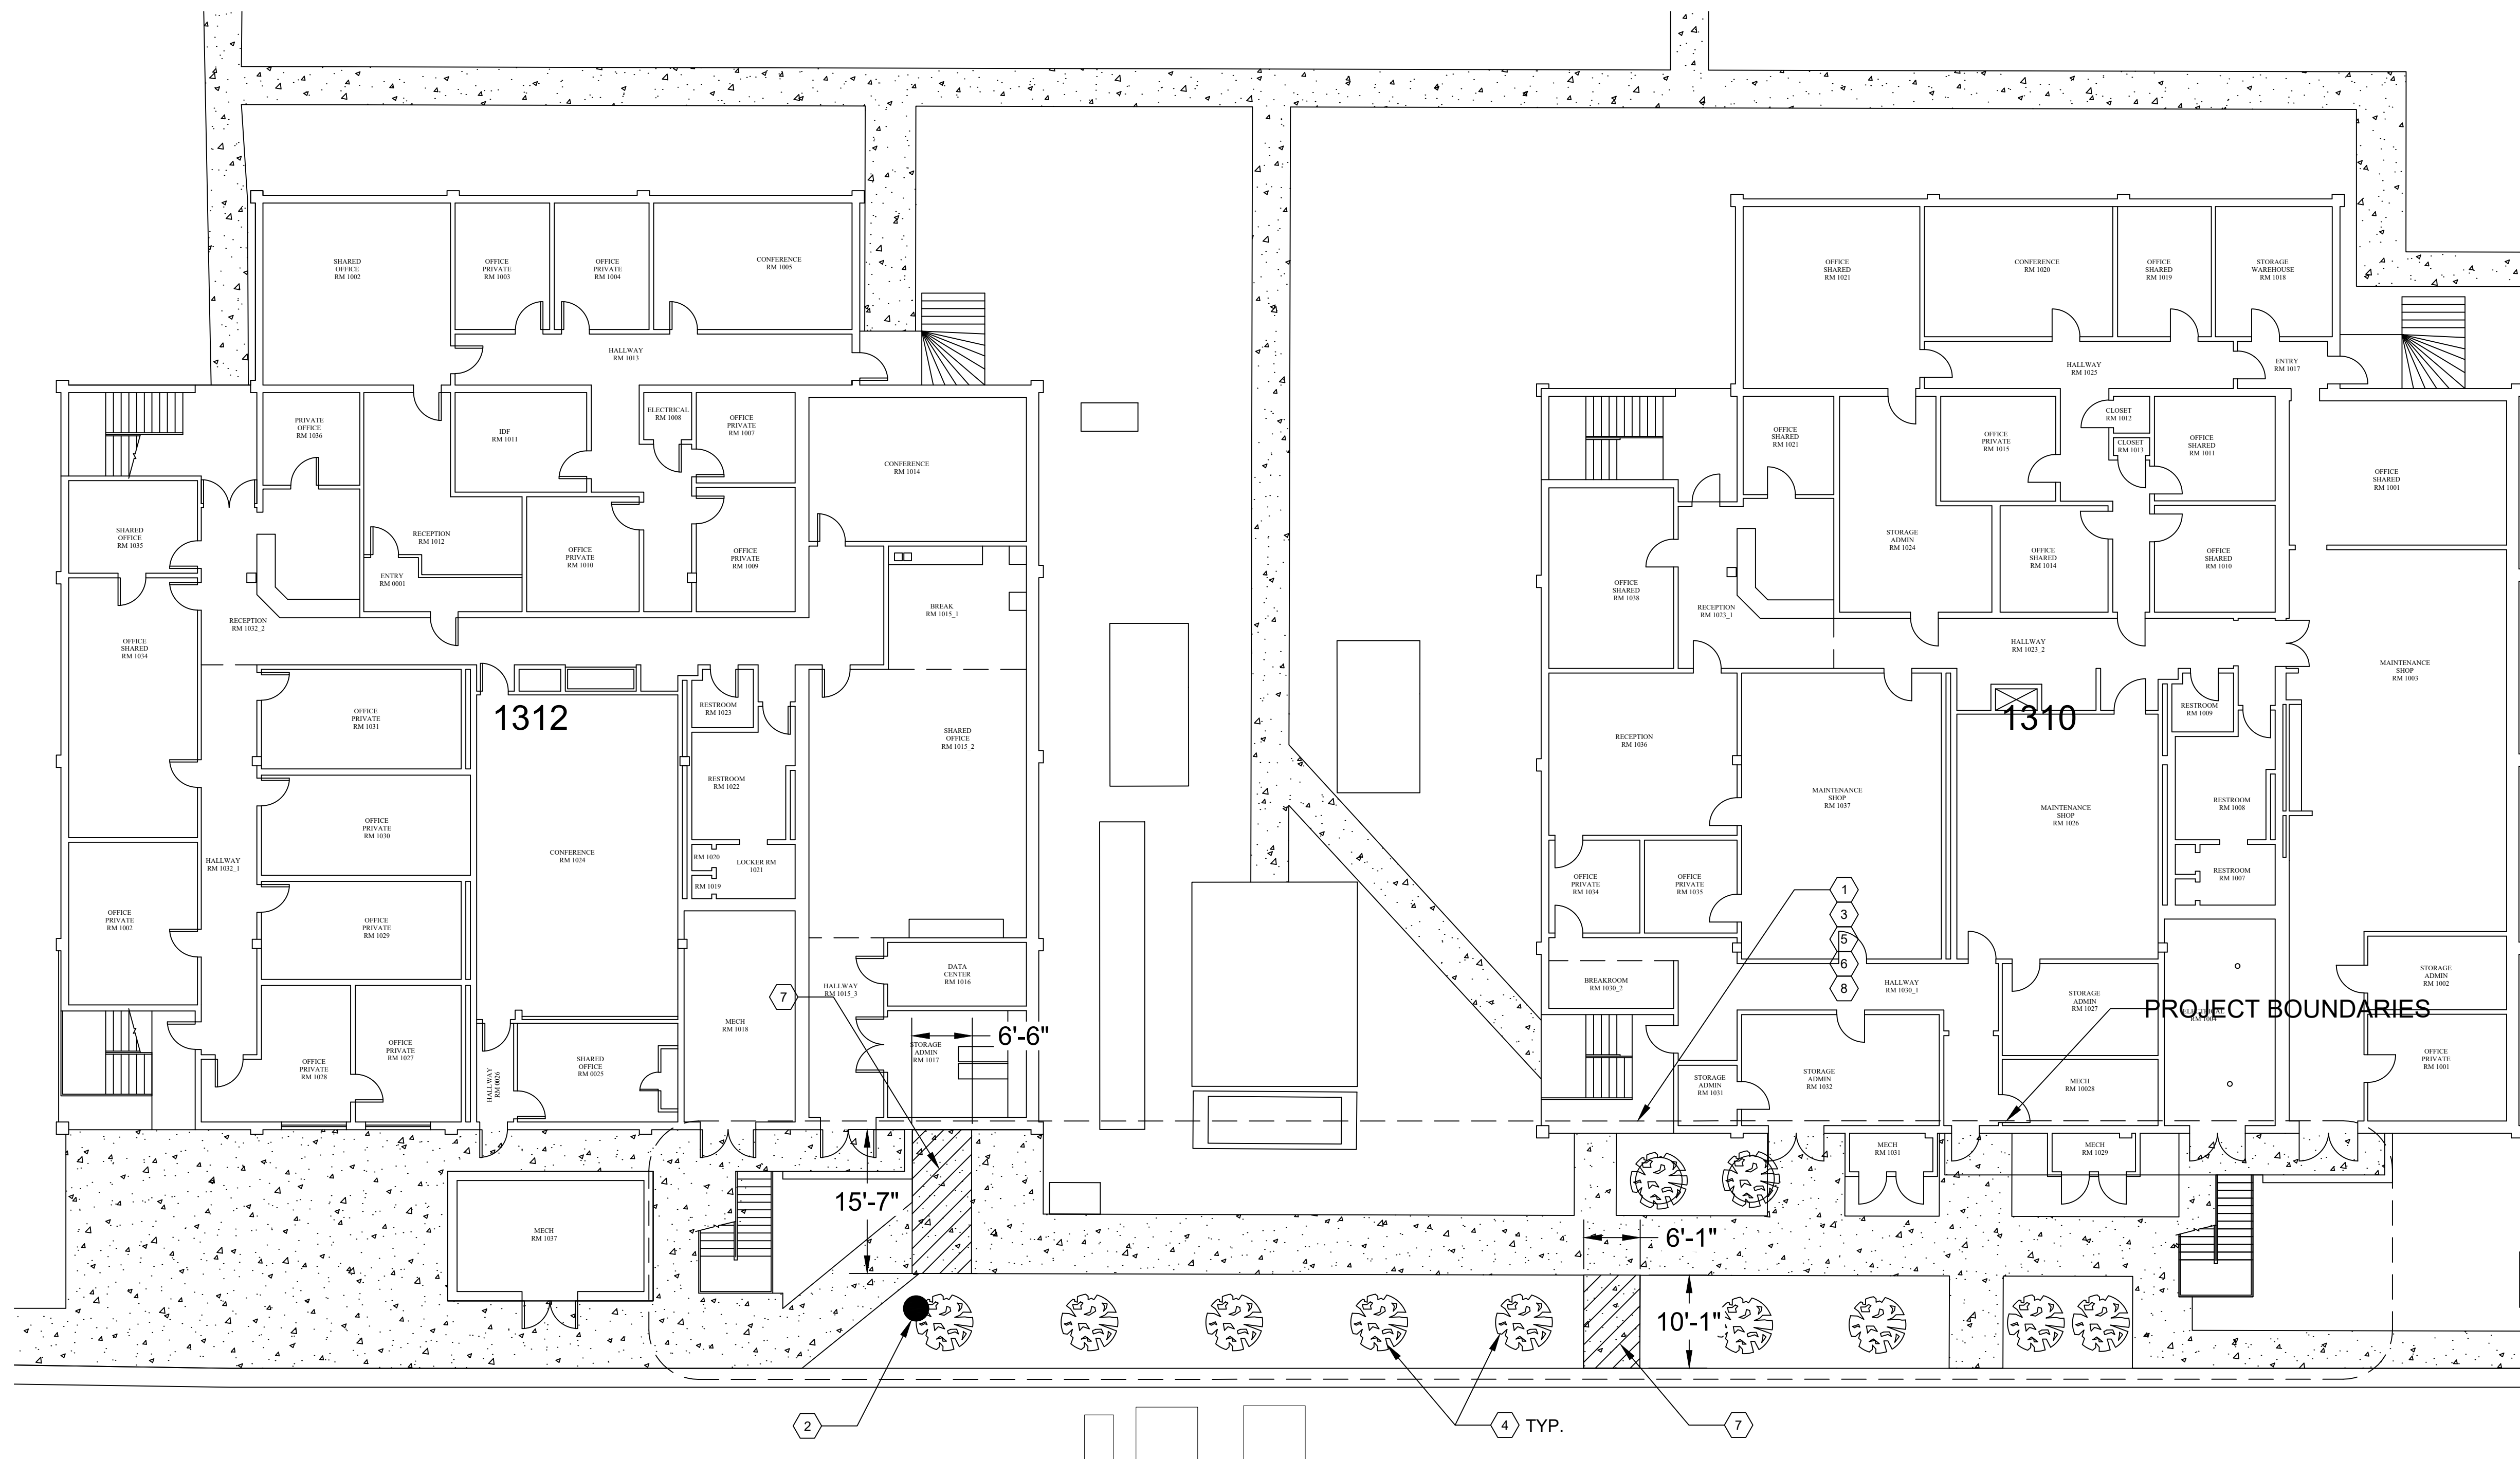 SHARED
OFFICE
RM 1002
OFFICE
PRIVATE
RM 1003
OFFICE
PRIVATE
RM 1004
CONFERENCE
RM 1005
HALLWAY
RM 1013
PRIVATE
OFFICE
RM 1036
IDF
RM 1011
ELECTRICAL
RM 1008
OFFICE
PRIVATE
RM 1007
CONFERENCE
RM 1014
SHARED
OFFICE
RM 1035
RECEPTION
RM 1012
ENTRY
RM 0001
OFFICE
PRIVATE
RM 1010
OFFICE
PRIVATE
RM 1009
BREAK
RM 1015_1
RECEPTION
RM 1032_2
OFFICE
SHARED
RM 1034
OFFICE
PRIVATE
RM 1031
1312
RESTROOM
RM 1023
SHARED
OFFICE
RM 1015_2
RESTROOM
RM 1022
OFFICE
PRIVATE
RM 1030
CONFERENCE
RM 1024
RM 1020
LOCKER RM
1021
RM 1019
HALLWAY
RM 1032_1
OFFICE
PRIVATE
RM 1002
OFFICE
PRIVATE
RM 1029
DATA
CENTER
RM 1016
HALLWAY
RM 1015_3
7
MECH
RM 1018
6'-6"
STORAGE
ADMIN
RM 1017
OFFICE
PRIVATE
RM 1028
OFFICE
PRIVATE
RM 1027
HALLWAY
RM 0026
SHARED
OFFICE
RM 0025
15'-7"
MECH
RM 1037
2
OFFICE
SHARED
RM 1021
CONFERENCE
RM 1020
OFFICE
SHARED
RM 1019
STORAGE
WAREHOUSE
RM 1018
HALLWAY
RM 1025
ENTRY
RM 1017
OFFICE
SHARED
RM 1021
OFFICE
PRIVATE
RM 1015
CLOSET
RM 1012
CLOSET
RM 1013
OFFICE
SHARED
RM 1011
OFFICE
SHARED
RM 1001
STORAGE
ADMIN
RM 1024
OFFICE
SHARED
RM 1014
OFFICE
SHARED
RM 1010
OFFICE
SHARED
RM 1038
RECEPTION
RM 1023_1
HALLWAY
RM 1023_2
MAINTENANCE
SHOP
RM 1003
1310
RESTROOM
RM 1009
RECEPTION
RM 1036
MAINTENANCE
SHOP
RM 1037
MAINTENANCE
SHOP
RM 1026
RESTROOM
RM 1008
RESTROOM
RM 1007
OFFICE
PRIVATE
RM 1034
OFFICE
PRIVATE
RM 1035
1
3
5
6
8
BREAKROOM
RM 1030_2
HALLWAY
RM 1030_1
STORAGE
ADMIN
RM 1027
STORAGE
ADMIN
RM 1002
PROJECT BOUNDARIES
ELECTRICAL
RM 1004
OFFICE
PRIVATE
RM 1001
STORAGE
ADMIN
RM 1031
STORAGE
ADMIN
RM 1032
MECH
RM 10028
MECH
RM 1031
MECH
RM 1029
6'-1"
10'-1"
4 TYP.
7